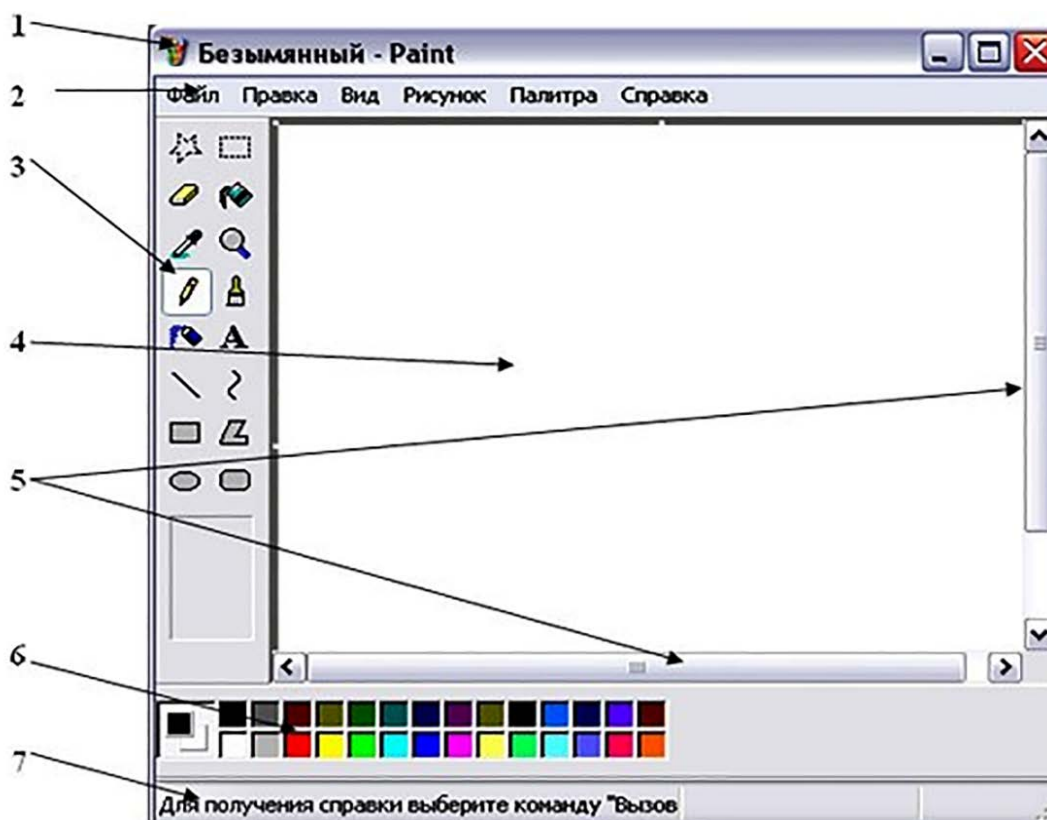 1
Безымянный - Paint
2
Файл Правка Вид Рисунок Палитра Справка
3
A
4
5
6
7
Для получения справки выберите команду "Вызов